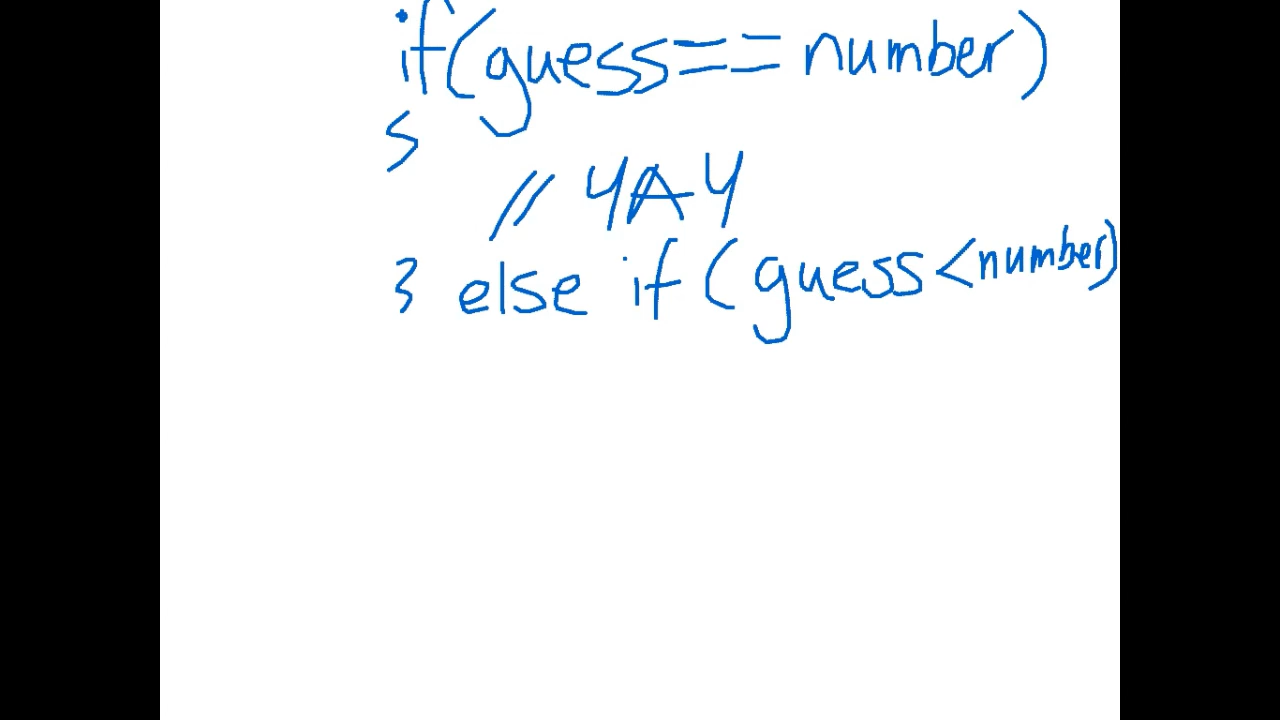 if(guess==number)
{
// YAY
} else if (guess<number)